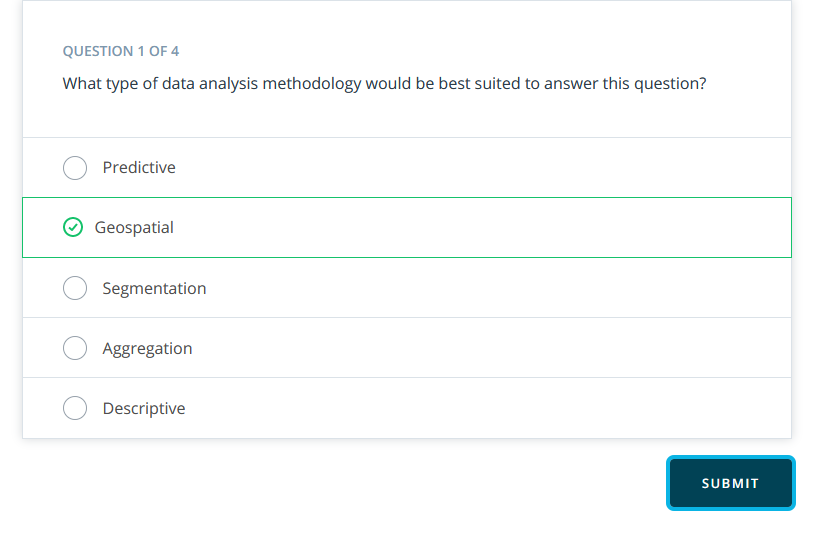 QUESTION 1 OF 4
What type of data analysis methodology would be best suited to answer this question?
Predictive
Geospatial
Segmentation
Aggregation
Descriptive
SUBMIT